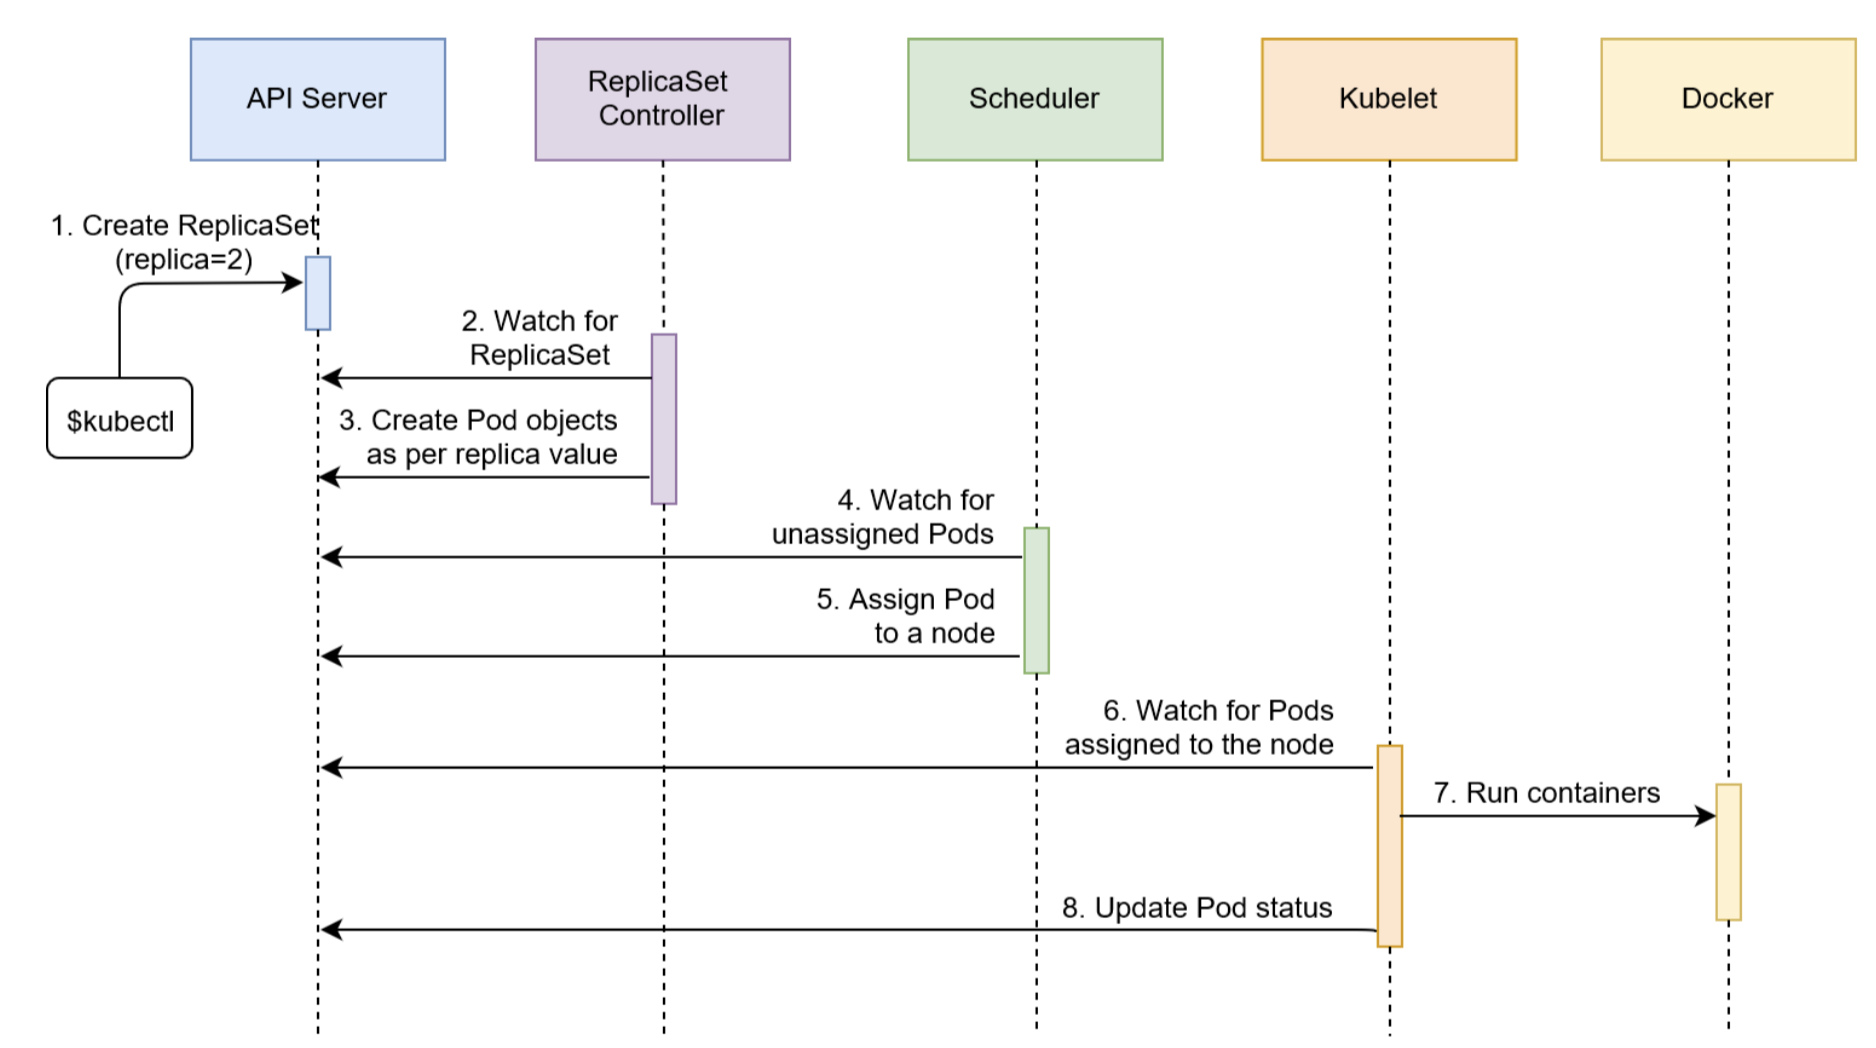 API Server
ReplicaSet
Controller
Scheduler
Kubelet
Docker
1. Create ReplicaSet
(replica=2)
$kubectl
2. Watch for
ReplicaSet
3. Create Pod objects
as per replica value
4. Watch for
unassigned Pods
5. Assign Pod
to a node
6. Watch for Pods
assigned to the node
7. Run containers
8. Update Pod status